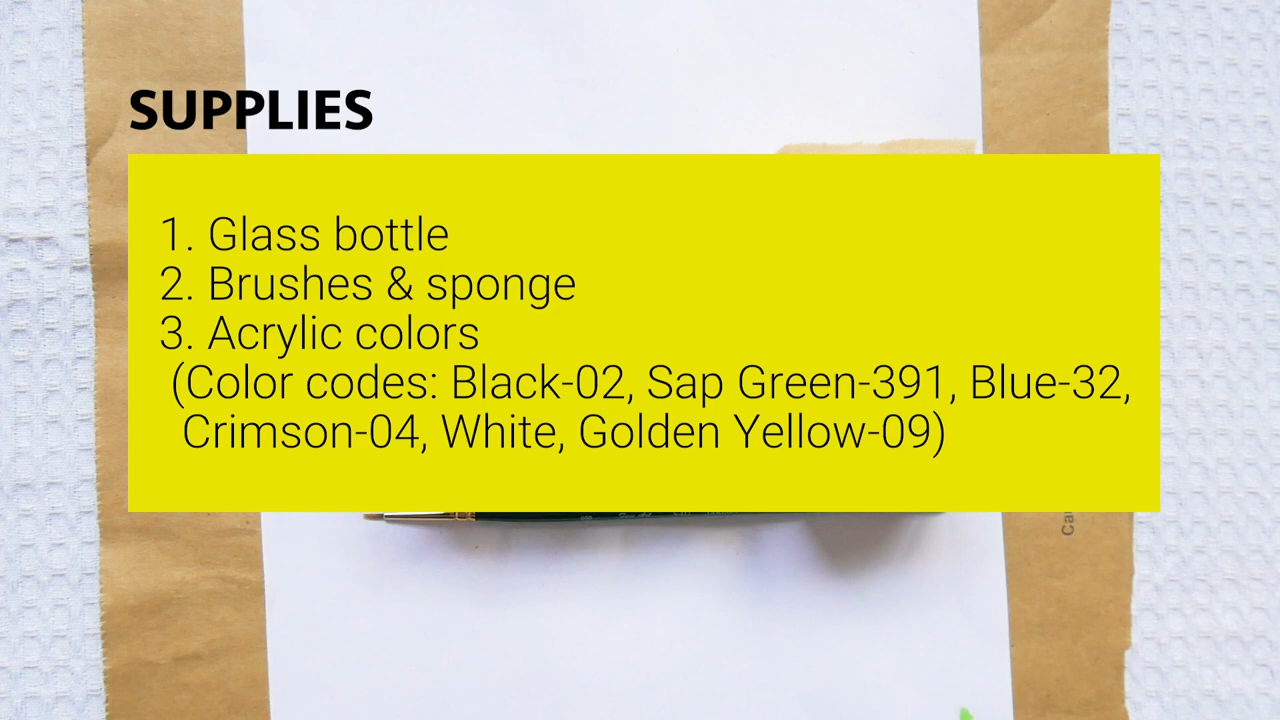 SUPPLIES
1. Glass bottle
2. Brushes & sponge
3. Acrylic colors
(Color codes: Black-02, Sap Green-391, Blue-32,
Crimson-04, White, Golden Yellow-09)